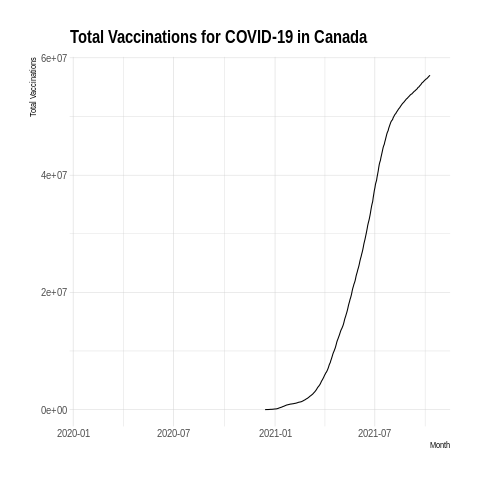 Total Vaccinations for COVID-19 in Canada
Total Vaccinations
6e+07
4e+07
2e+07
0e+00
2020-01
2020-07
2021-01
2021-07
Month